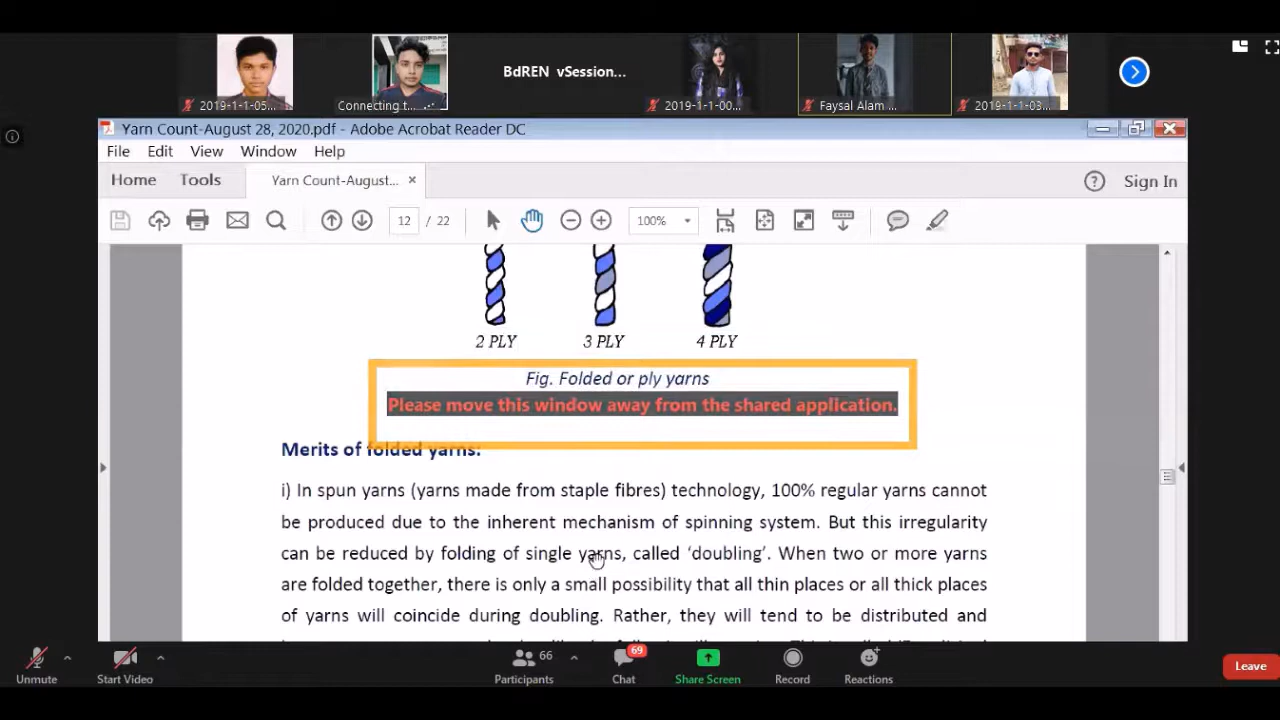 2019-1-1-05...
Connecting t...
BdREN vSession...
2019-1-1-00...
Faysal Alam ...
2019-1-1-03...
Yarn Count-August 28, 2020.pdf - Adobe Acrobat Reader DC
File Edit View Window Help
Home Tools Yarn Count-August... × Sign In
12 / 22 100%
2 PLY 3 PLY 4 PLY
Fig. Folded or ply yarns
Please move this window away from the shared application.
Merits of folded yarns:
i) In spun yarns (yarns made from staple fibres) technology, 100% regular yarns cannot
be produced due to the inherent mechanism of spinning system. But this irregularity
can be reduced by folding of single yarns, called ‘doubling’. When two or more yarns
are folded together, there is only a small possibility that all thin places or all thick places
of yarns will coincide during doubling. Rather, they will tend to be distributed and
Unmute Start Video 66 Participants 69 Chat Share Screen Record Reactions Leave